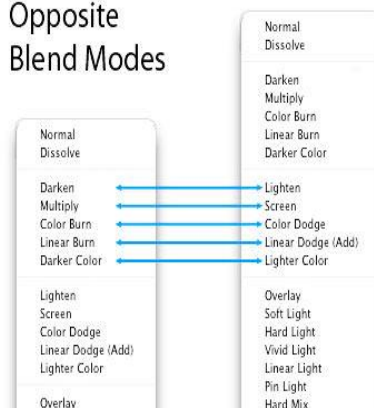 Opposite
Blend Modes
Normal
Dissolve
Darken
Multiply
Color Burn
Linear Burn
Darker Color
Lighten
Screen
Color Dodge
Linear Dodge (Add)
Lighter Color
Overlay
Normal
Dissolve
Darken
Multiply
Color Burn
Linear Burn
Darker Color
Lighten
Screen
Color Dodge
Linear Dodge (Add)
Lighter Color
Overlay
Soft Light
Hard Light
Vivid Light
Linear Light
Pin Light
Hard Mix